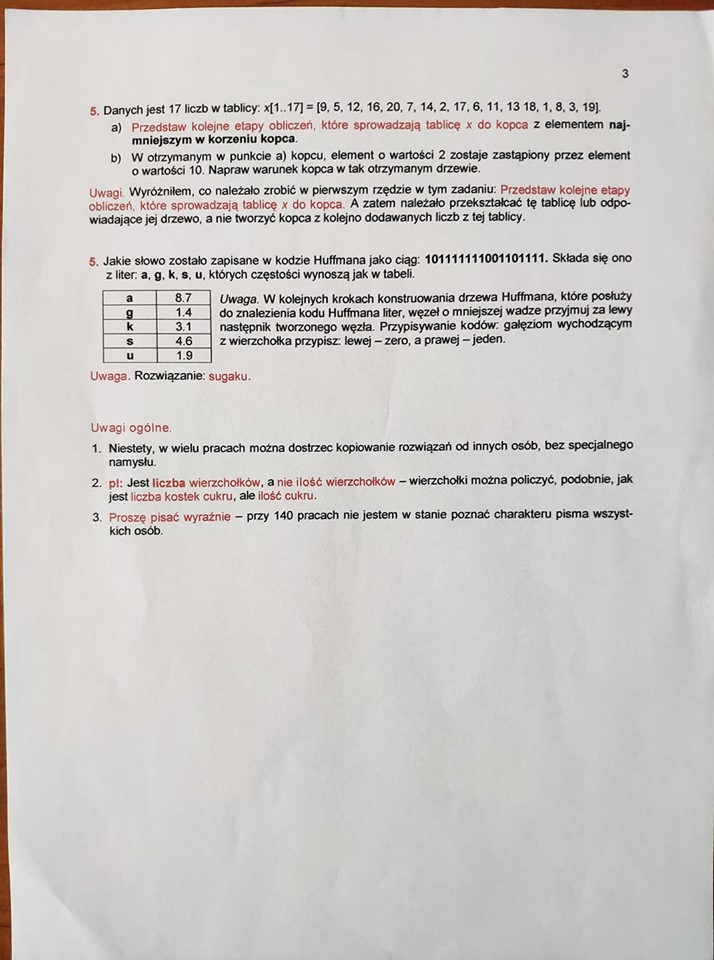 3
5. Danych jest 17 liczb w tablicy: x[1..17] = [9, 5, 12, 16, 20, 7, 14, 2, 17, 6, 11, 13 18, 1, 8, 3, 19].
a) Przedstaw kolejne etapy obliczeń, które sprowadzają tablicę x do kopca z elementem naj-
mniejszym w korzeniu kopca.
b) W otrzymanym w punkcie a) kopcu, element o wartości 2 zostaje zastąpiony przez element
o wartości 10. Napraw warunek kopca w tak otrzymanym drzewie.
Uwagi. Wyróżniłem, co należało zrobić w pierwszym rzędzie w tym zadaniu: Przedstaw kolejne etapy
obliczeń, które sprowadzają tablicę x do kopca. A zatem należało przekształcać tę tablicę lub odpo-
wiadające jej drzewo, a nie tworzyć kopca z kolejno dodawanych liczb z tej tablicy.
5. Jakie słowo zostało zapisane w kodzie Huffmana jako ciąg: 101111111001101111. Składa się ono
z liter: a, g, k, s, u, których częstości wynoszą jak w tabeli.
a 8.7
g 1.4
k 3.1
s 4.6
u 1.9
Uwaga. W kolejnych krokach konstruowania drzewa Huffmana, które posłuży
do znalezienia kodu Huffmana liter, węzeł o mniejszej wadze przyjmuj za lewy
następnik tworzonego węzła. Przypisywanie kodów: gałęziom wychodzącym
z wierzchołka przypisz: lewej – zero, a prawej – jeden.
Uwaga. Rozwiązanie: sugaku.
Uwagi ogólne.
1. Niestety, w wielu pracach można dostrzec kopiowanie rozwiązań od innych osób, bez specjalnego
namysłu.
2. pl: Jest liczba wierzchołków, a nie ilość wierzchołków – wierzchołki można policzyć, podobnie, jak
jest liczba kostek cukru, ale ilość cukru.
3. Proszę pisać wyraźnie – przy 140 pracach nie jestem w stanie poznać charakteru pisma wszyst-
kich osób.